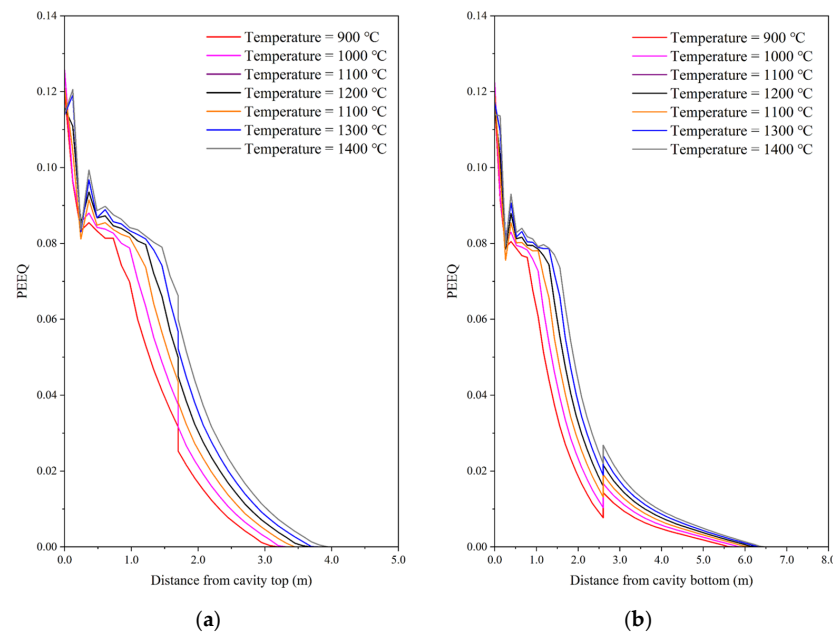 0.14
0.12
0.10
0.08
0.06
0.04
0.02
0.00
PEEQ
Temperature = 900 ℃
Temperature = 1000 ℃
Temperature = 1100 ℃
Temperature = 1200 ℃
Temperature = 1100 ℃
Temperature = 1300 ℃
Temperature = 1400 ℃
0.0 1.0 2.0 3.0 4.0 5.0
Distance from cavity top (m)
(a)
0.14
0.12
0.10
0.08
0.06
0.04
0.02
0.00
PEEQ
Temperature = 900 ℃
Temperature = 1000 ℃
Temperature = 1100 ℃
Temperature = 1200 ℃
Temperature = 1100 ℃
Temperature = 1300 ℃
Temperature = 1400 ℃
0.0 1.0 2.0 3.0 4.0 5.0 6.0 7.0 8.0
Distance from cavity bottom (m)
(b)